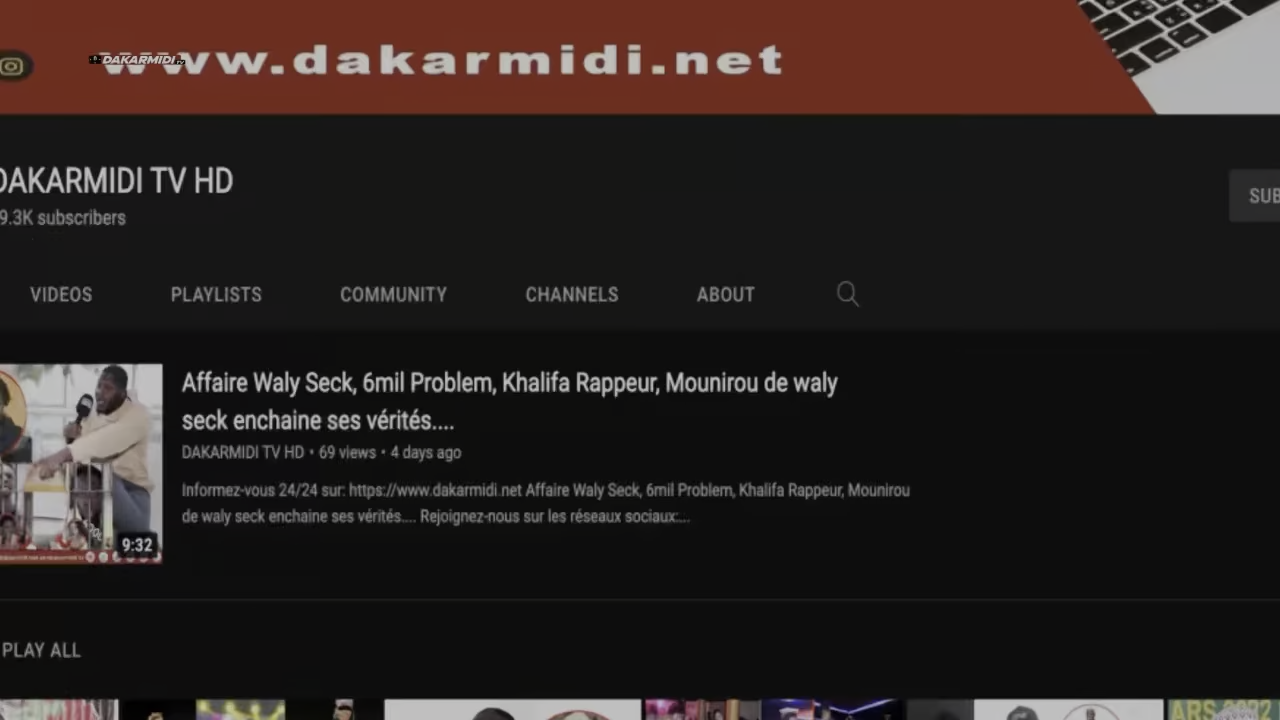 www.dakarmidi.net
DAKARMIDI
DAKARMIDI TV HD
9.3K subscribers
SUB
VIDEOS PLAYLISTS COMMUNITY CHANNELS ABOUT
Affaire Waly Seck, 6mil Problem, Khalifa Rappeur, Mounirou de waly
seck enchaine ses vérités....
DAKARMIDI TV HD • 69 views • 4 days ago
Informez-vous 24/24 sur: https://www.dakarmidi.net Affaire Waly Seck, 6mil Problem, Khalifa Rappeur, Mounirou
de waly seck enchaine ses vérités.... Rejoignez-nous sur les réseaux sociaux:...
9:32
PLAY ALL
ARS 2022